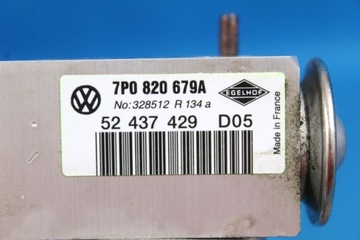 7P0 820 679A
No: 328512 R 134 a
EGELHOF
52 437 429 D05
Made in France